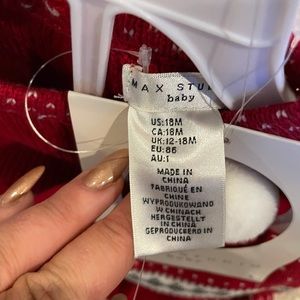 MAX STU
baby
US:18M
CA:18M
UK:12-18M
EU:86
AU:1
MADE IN
CHINA
FABRIQUÉ EN
CHINE
WYPRODUKOWANO
W CHINACH
HERGESTELLT
IN CHINA
GEPRODUCEERD IN
CHINA
BABY